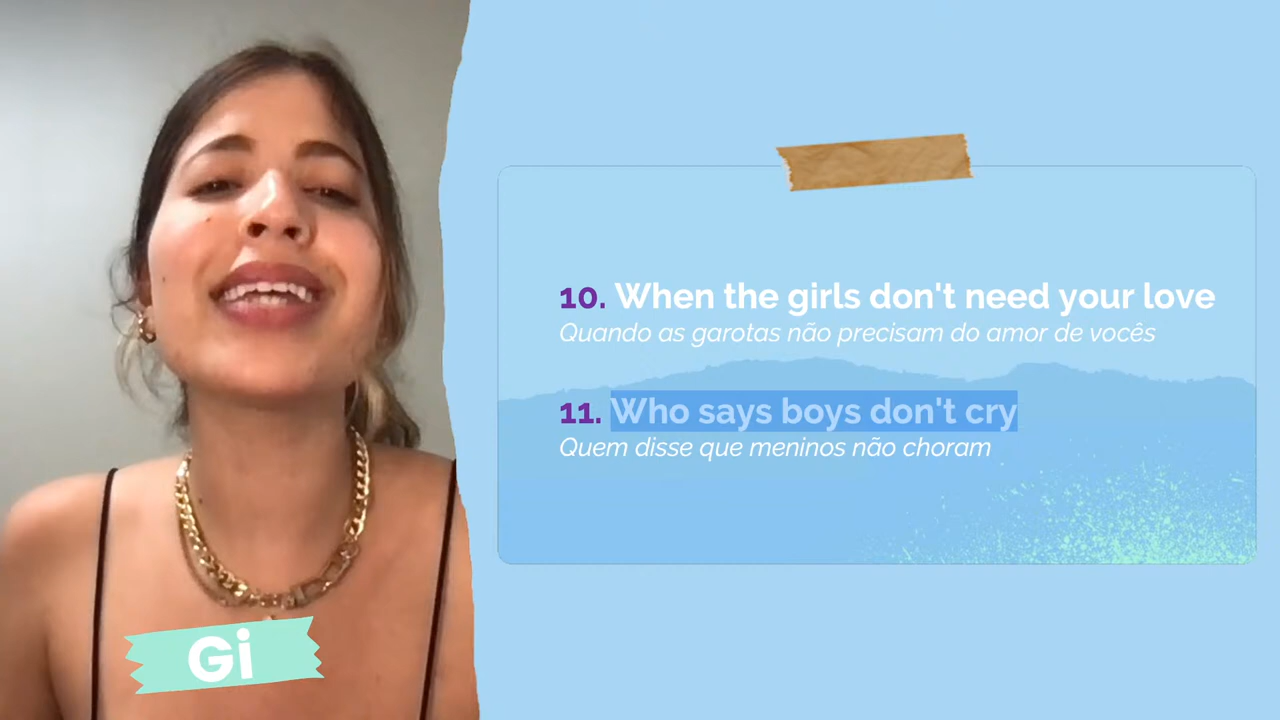 10. When the girls don't need your love
Quando as garotas não precisam do amor de vocês
11. Who says boys don't cry
Quem disse que meninos não choram
Gi